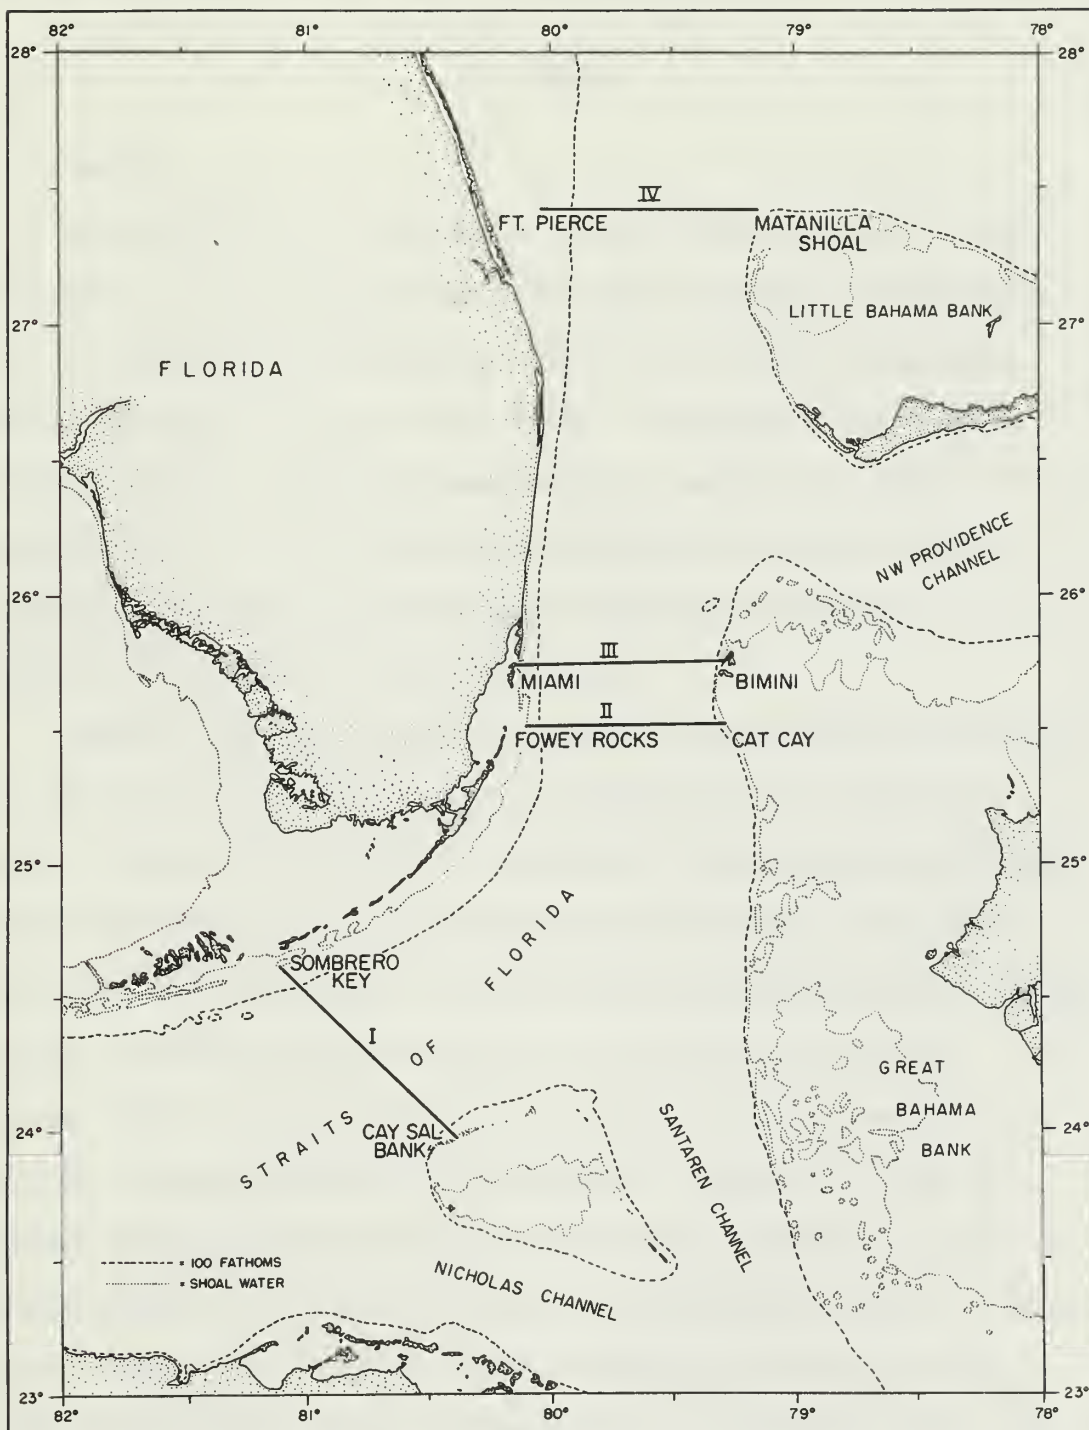 82° 81° 80° 79° 78°
28° 28°
IV
FT. PIERCE MATANILLA
SHOAL
LITTLE BAHAMA BANK
27° 27°
FLORIDA
NW PROVIDENCE
CHANNEL
26° 26°
III
MIAMI BIMINI
II
FOWEY ROCKS CAT CAY
25° 25°
SOMBRERO
KEY
I
STRAITS OF FLORIDA
GREAT
BAHAMA
BANK
24° 24°
CAY SAL
BANK
SANTAREN CHANNEL
NICHOLAS CHANNEL
= 100 FATHOMS
= SHOAL WATER
23° 23°
82° 81° 80° 79° 78°